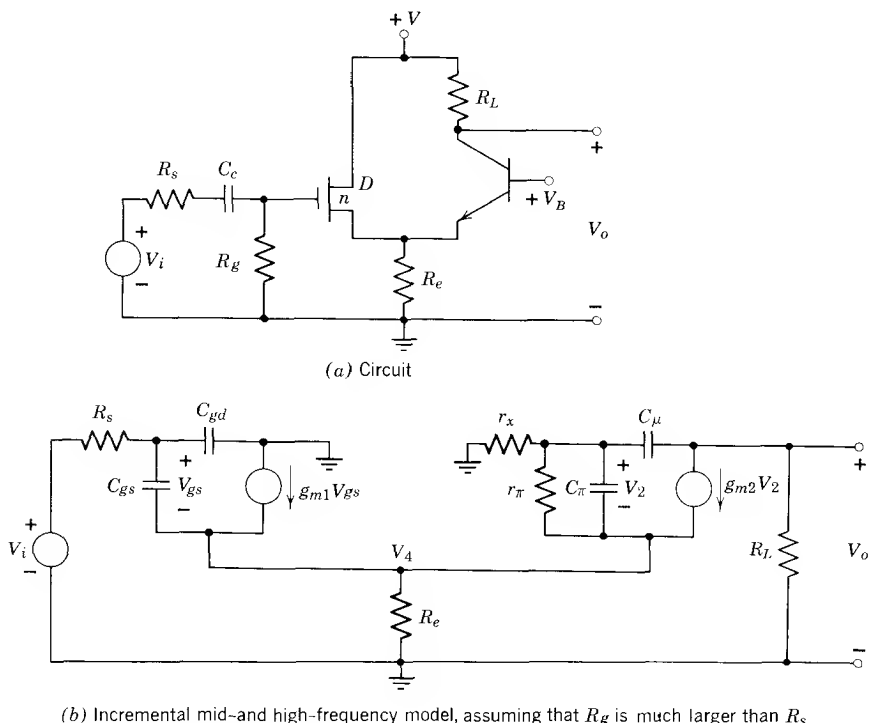 + V
R_L
+
R_s
C_c
D
n
+ V_B
+
V_i
V_o
R_g
R_e
−
−
(a) Circuit
R_s
C_gd
r_x
C_μ
+
+
+
C_gs
V_gs
g_m1V_gs
r_π
C_π
V_2
g_m2V_2
−
−
+
V_i
V_4
R_L
V_o
−
R_e
−
(b) Incremental mid-and high-frequency model, assuming that R_g is much larger than R_s